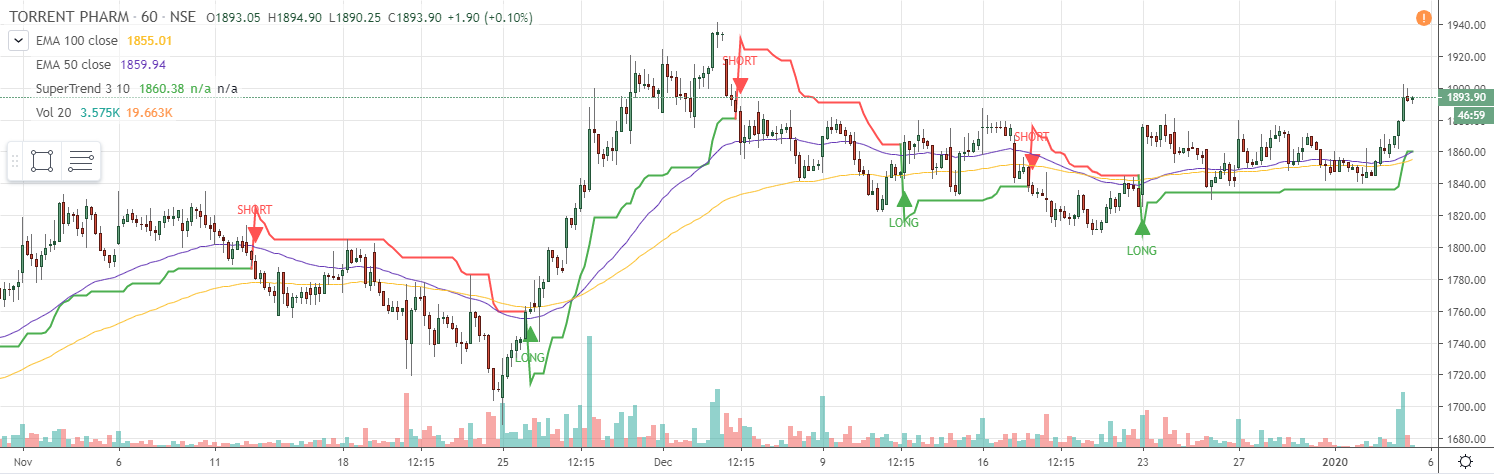 TORRENT PHARM · 60 · NSE O1893.05 H1894.90 L1890.25 C1893.90 +1.90 (+0.10%)
EMA 100 close 1855.01
EMA 50 close 1859.94
SuperTrend 3 10 1860.38 n/a n/a
Vol 20 3.575K 19.663K
SHORT
LONG
SHORT
LONG
SHORT
LONG
1940.00
1920.00
1900.00
1893.90
46:59
1880.00
1860.00
1840.00
1820.00
1800.00
1780.00
1760.00
1740.00
1720.00
1700.00
1680.00
Nov 6 11 18 12:15 25 12:15 Dec 12:15 9 12:15 16 12:15 23 27 2020 6